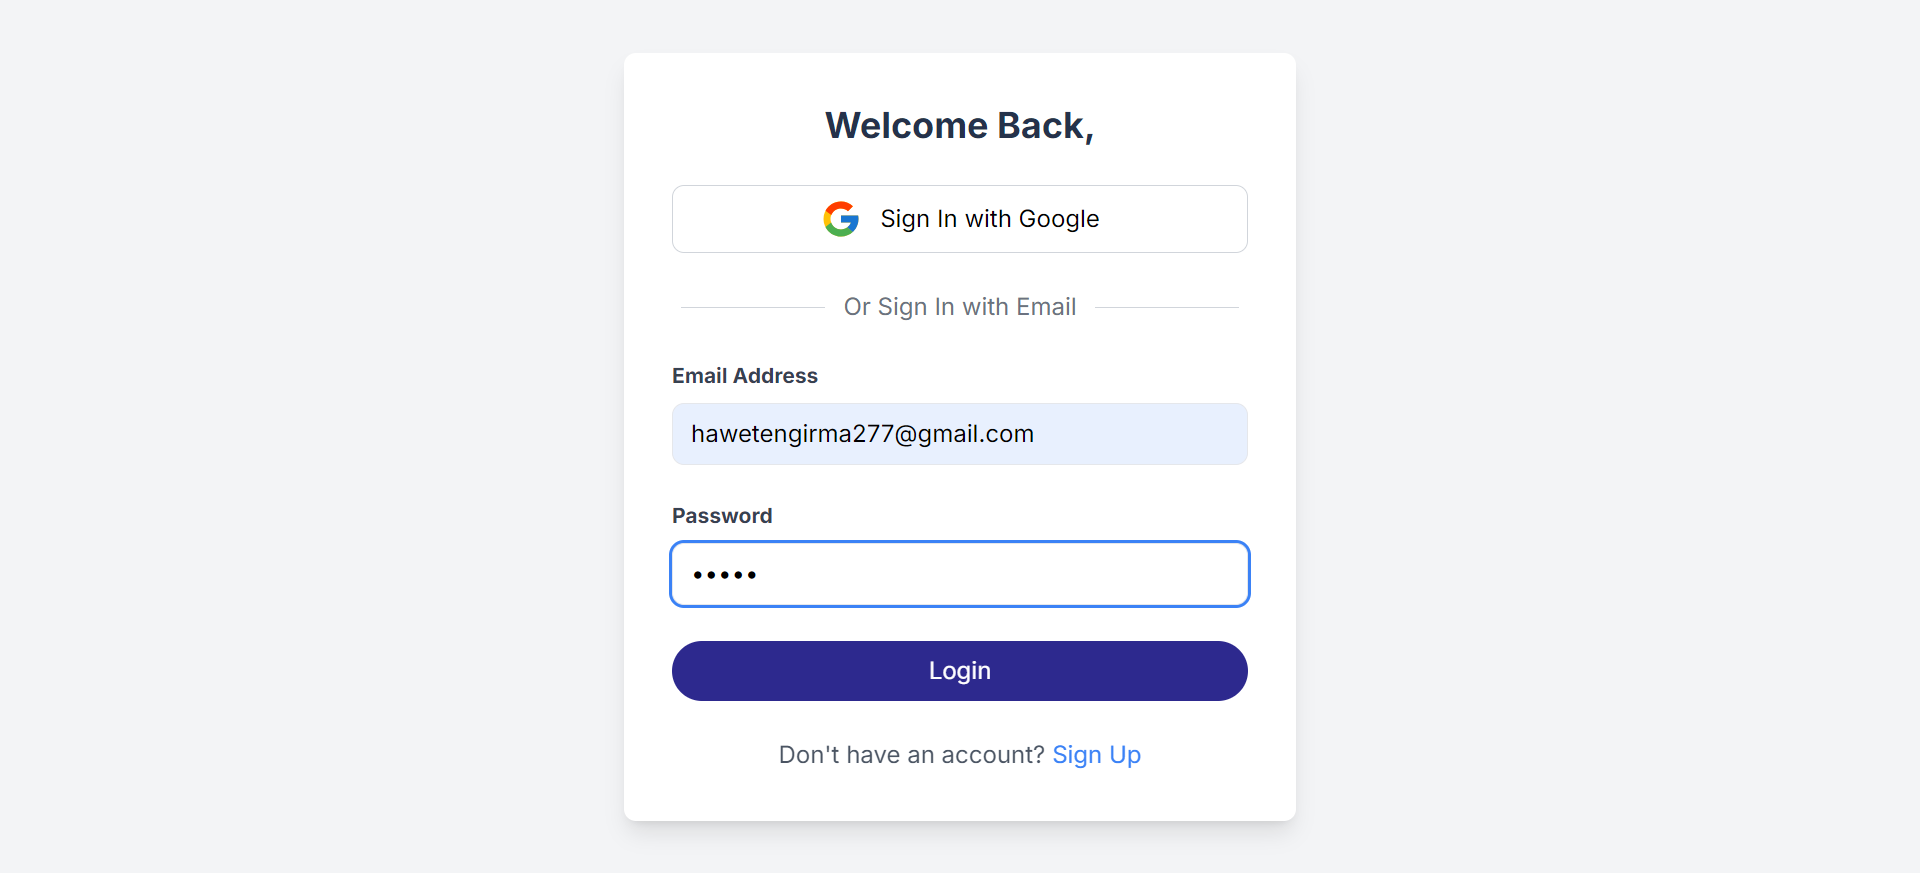 Welcome Back,
Sign In with Google
Or Sign In with Email
Email Address
hawetengirma277@gmail.com
Password
•••••
Login
Don't have an account? Sign Up